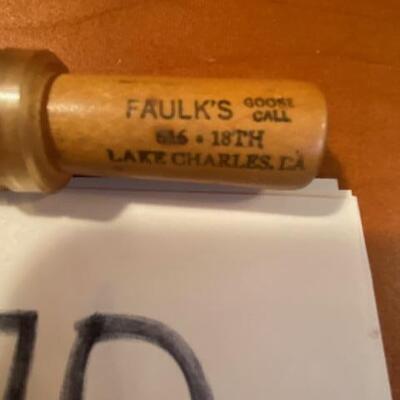 FAULK'S GOOSE CALL
616 • 18TH
LAKE CHARLES, LA